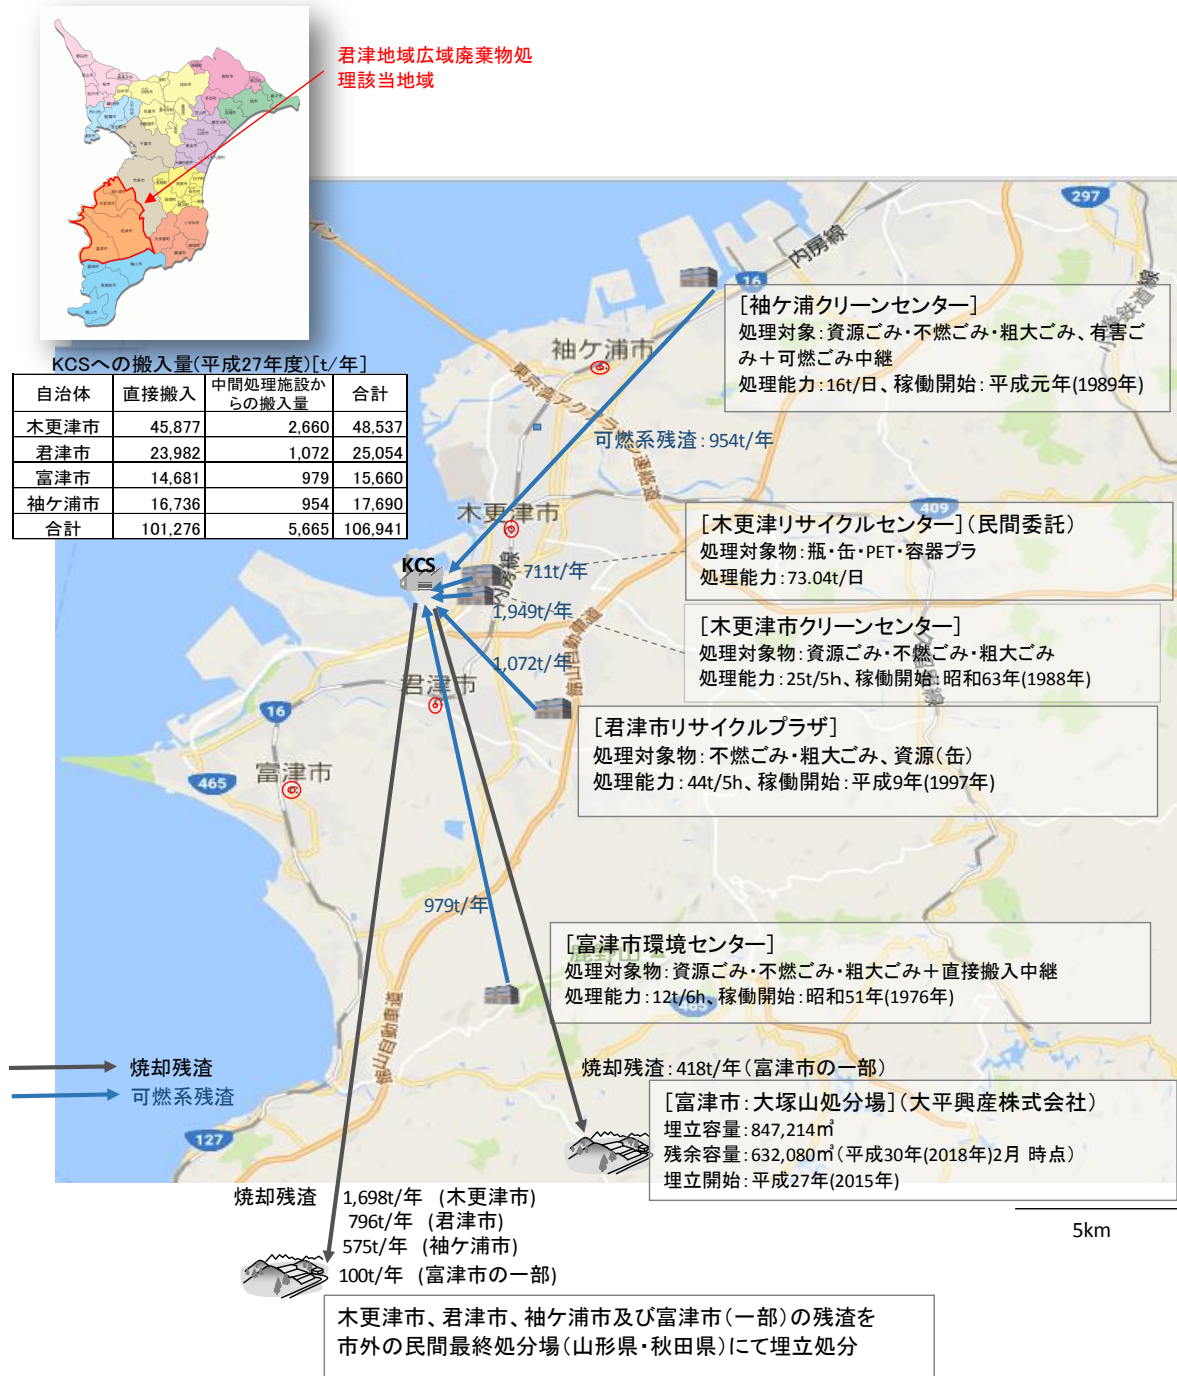 君津地域広域廃棄物処
理該当地域
KCSへの搬入量(平成27年度)[t/年]
自治体 直接搬入 中間処理施設か
らの搬入量 合計
木更津市 45,877 2,660 48,537
君津市 23,982 1,072 25,054
富津市 14,681 979 15,660
袖ケ浦市 16,736 954 17,690
合計 101,276 5,665 106,941
297
内房線
16
[袖ケ浦クリーンセンター]
処理対象：資源ごみ・不燃ごみ・粗大ごみ、有害ご
み＋可燃ごみ中継
処理能力：16t/日、稼働開始：平成元年(1989年)
袖ケ浦市
可燃系残渣：954t/年
409
木更津市
[木更津リサイクルセンター]（民間委託）
処理対象物：瓶・缶・PET・容器プラ
処理能力：73.04t/日
KCS
711t/年
1,949t/年
[木更津市クリーンセンター]
処理対象物：資源ごみ・不燃ごみ・粗大ごみ
処理能力：25t/5h、稼働開始：昭和63年(1988年)
1,072t/年
君津市
館山自動車道
16
[君津市リサイクルプラザ]
処理対象物：不燃ごみ・粗大ごみ、資源（缶）
処理能力：44t/5h、稼働開始：平成9年(1997年)
465
富津市
979t/年
鹿野山
[富津市環境センター]
処理対象物：資源ごみ・不燃ごみ・粗大ごみ＋直接搬入中継
処理能力：12t/6h、稼働開始：昭和51年(1976年)
465
館山自動車道
焼却残渣
可燃系残渣
127
焼却残渣：418t/年（富津市の一部）
[富津市：大塚山処分場]（大平興産株式会社）
埋立容量：847,214㎥
残余容量：632,080㎥（平成30年(2018年)2月 時点）
埋立開始：平成27年(2015年)
焼却残渣 1,698t/年 (木更津市)
796t/年 (君津市)
575t/年 (袖ケ浦市)
100t/年 (富津市の一部)
5km
木更津市、君津市、袖ケ浦市及び富津市（一部）の残渣を
市外の民間最終処分場（山形県・秋田県）にて埋立処分